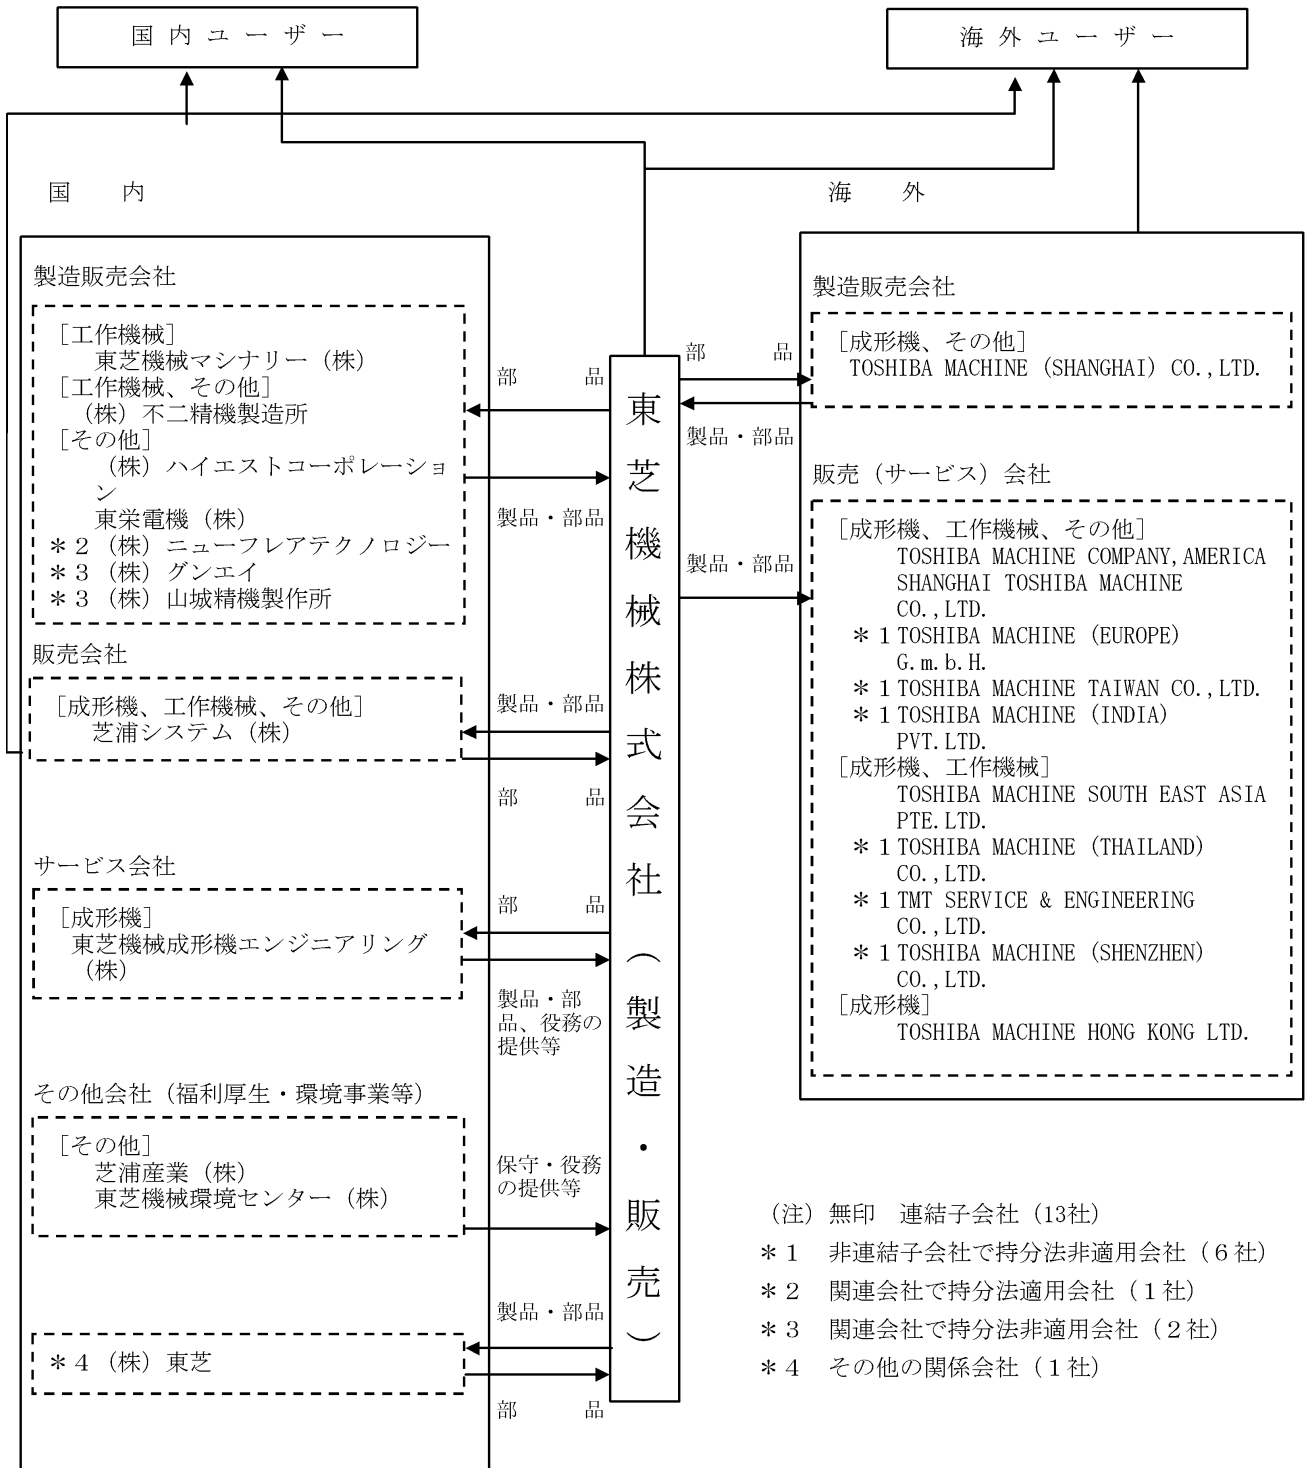 国内ユーザー
海外ユーザー
国　内
海　外
製造販売会社
［工作機械］
東芝機械マシナリー（株）
［工作機械、その他］
（株）不二精機製造所
［その他］
（株）ハイエストコーポレーショ
ン
東栄電機（株）
＊２（株）ニューフレアテクノロジー
＊３（株）グンエイ
＊３（株）山城精機製作所
販売会社
［成形機、工作機械、その他］
芝浦システム（株）
サービス会社
［成形機］
東芝機械成形機エンジニアリング
（株）
その他会社（福利厚生・環境事業等）
［その他］
芝浦産業（株）
東芝機械環境センター（株）
＊４（株）東芝
部　品
製品・部品
製品・部品
部　品
部　品
製品・部
品、役務の
提供等
保守・役務
の提供等
製品・部品
部　品
東芝機械株式会社（製造・販売）
部　品
製品・部品
製品・部品
製造販売会社
［成形機、その他］
TOSHIBA MACHINE (SHANGHAI) CO.,LTD.
販売（サービス）会社
［成形機、工作機械、その他］
TOSHIBA MACHINE COMPANY,AMERICA
SHANGHAI TOSHIBA MACHINE
CO.,LTD.
＊１TOSHIBA MACHINE (EUROPE)
G.m.b.H.
＊１TOSHIBA MACHINE TAIWAN CO.,LTD.
＊１TOSHIBA MACHINE (INDIA)
PVT.LTD.
［成形機、工作機械］
TOSHIBA MACHINE SOUTH EAST ASIA
PTE.LTD.
＊１TOSHIBA MACHINE (THAILAND)
CO.,LTD.
＊１TMT SERVICE & ENGINEERING
CO.,LTD.
＊１TOSHIBA MACHINE (SHENZHEN)
CO.,LTD.
［成形機］
TOSHIBA MACHINE HONG KONG LTD.
（注）無印　連結子会社（13社）
＊１　非連結子会社で持分法非適用会社（６社）
＊２　関連会社で持分法適用会社（１社）
＊３　関連会社で持分法非適用会社（２社）
＊４　その他の関係会社（１社）